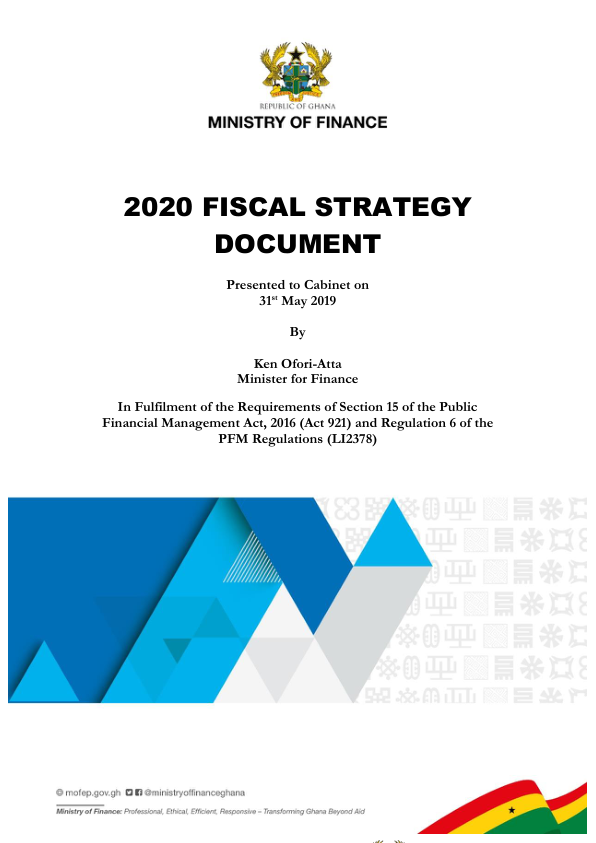 REPUBLIC OF GHANA
MINISTRY OF FINANCE
2020 FISCAL STRATEGY
DOCUMENT
Presented to Cabinet on
31st May 2019
By
Ken Ofori-Atta
Minister for Finance
In Fulfilment of the Requirements of Section 15 of the Public
Financial Management Act, 2016 (Act 921) and Regulation 6 of the
PFM Regulations (LI2378)
mofep.gov.gh @ministryoffinanceghana
Ministry of Finance: Professional, Ethical, Efficient, Responsive – Transforming Ghana Beyond Aid